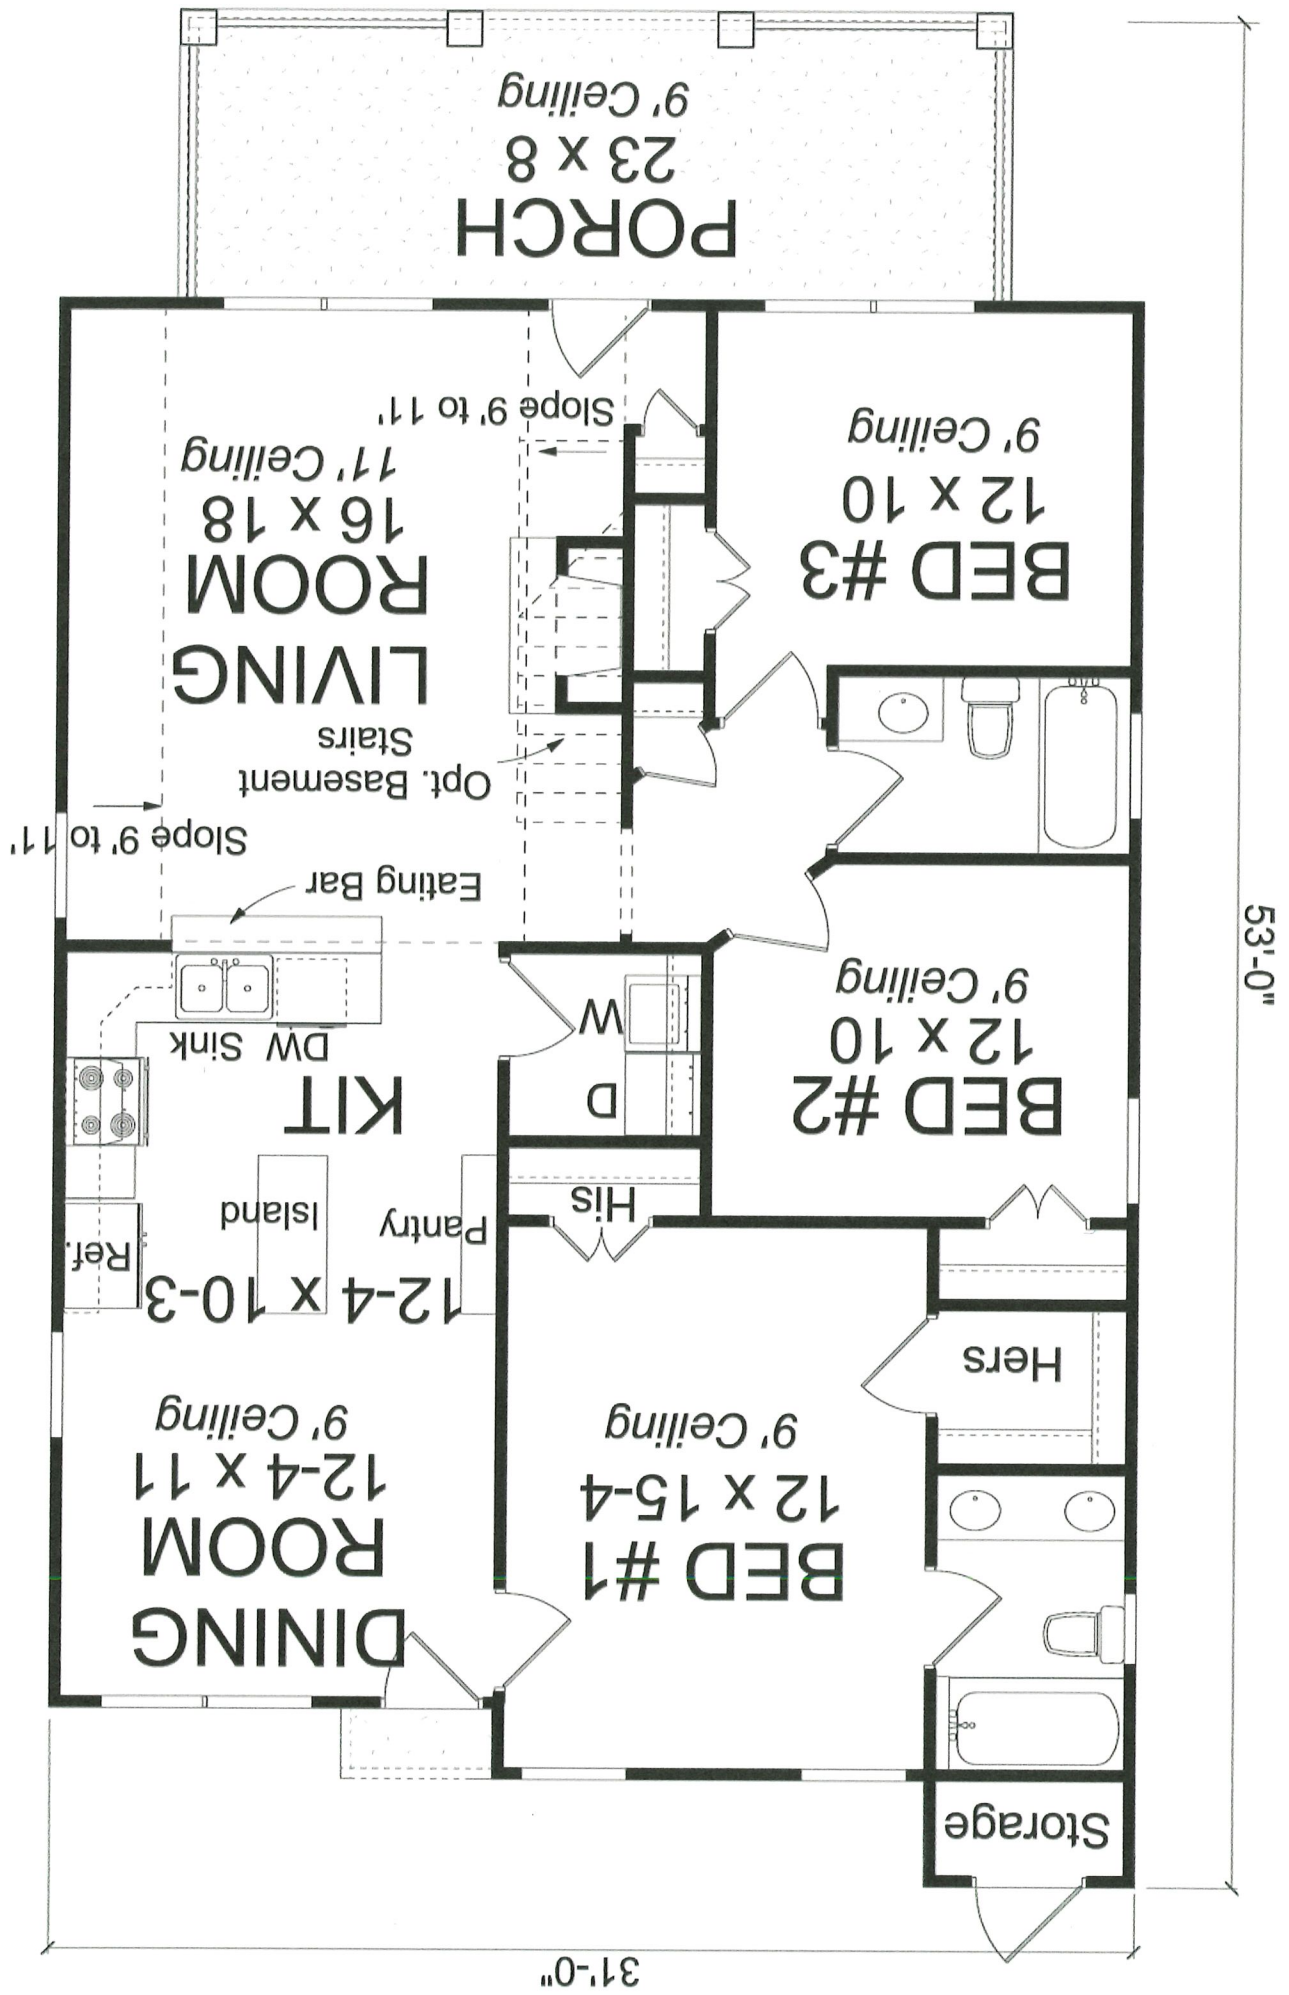 31'-0"
Storage
DINING
ROOM
12-4 x 11
9' Ceiling
BED #1
12 x 15-4
9' Ceiling
Hers
12-4 x 10-3
Ref.
Island
Pantry
His
KIT
D
W
DW
Sink
BED #2
12 x 10
9' Ceiling
53'-0"
Eating Bar
Slope 9' to 11'
Opt. Basement
Stairs
LIVING
ROOM
16 x 18
11' Ceiling
Slope 9' to 11'
BED #3
12 x 10
9' Ceiling
PORCH
23 x 8
9' Ceiling